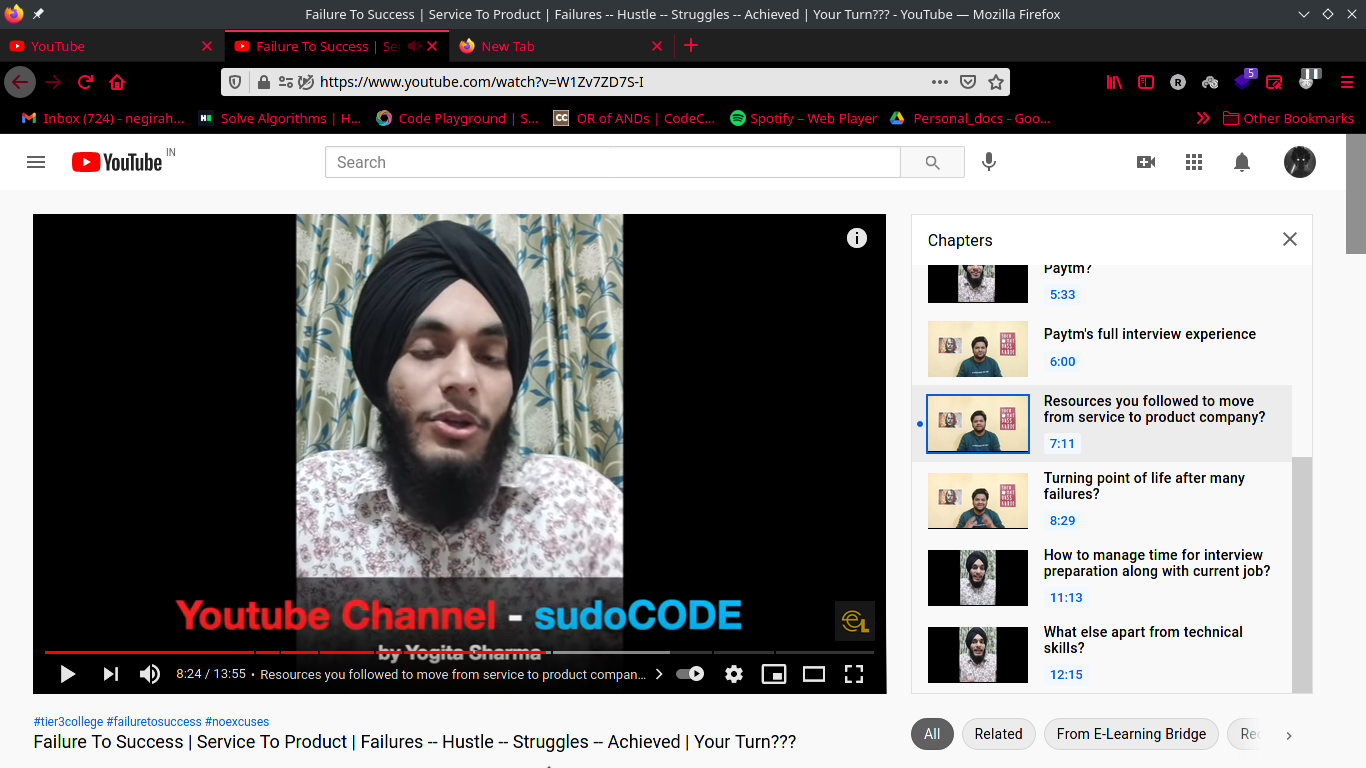 Failure To Success | Service To Product | Failures -- Hustle -- Struggles -- Achieved | Your Turn??? - YouTube — Mozilla Firefox
YouTube
Failure To Success | Ser
New Tab
https://www.youtube.com/watch?v=W1Zv7ZD7S-I
R
5
Inbox (724) - negirah...
Solve Algorithms | H...
Code Playground | S...
CC
OR of ANDs | CodeC...
Spotify – Web Player
Personal_docs - Goo...
Other Bookmarks
YouTube IN
Search
Chapters
Paytm?
5:33
Paytm's full interview experience
6:00
Resources you followed to move
from service to product company?
7:11
Turning point of life after many
failures?
8:29
How to manage time for interview
preparation along with current job?
11:13
What else apart from technical
skills?
12:15
Youtube Channel - sudoCODE
eL
by Yogita Sharma
8:24 / 13:55 • Resources you followed to move from service to product compan...
#tier3college #failuretosuccess #noexcuses
Failure To Success | Service To Product | Failures -- Hustle -- Struggles -- Achieved | Your Turn???
All
Related
From E-Learning Bridge
Rec